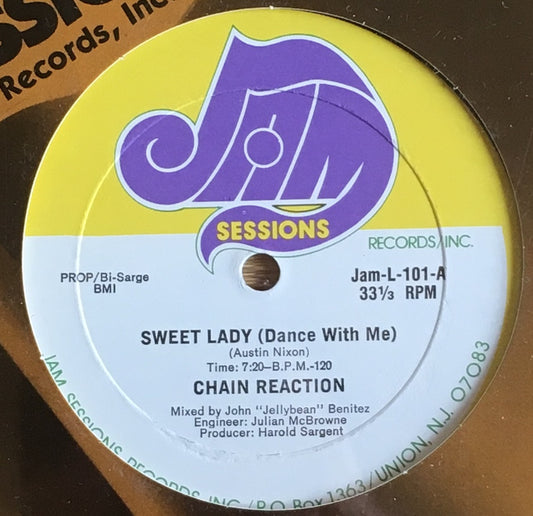 Records, Inc.
JAM
SESSIONS
RECORDS/INC.
PROP/Bi-Sarge
BMI
Jam-L-101-A
33⅓ RPM
SWEET LADY (Dance With Me)
(Austin Nixon)
Time: 7:20—B.P.M.-120
CHAIN REACTION
Mixed by John "Jellybean" Benitez
Engineer: Julian McBrowne
Producer: Harold Sargent
JAM SESSIONS RECORDS, INC./P.O. Box 1363/UNION, N.J. 07083